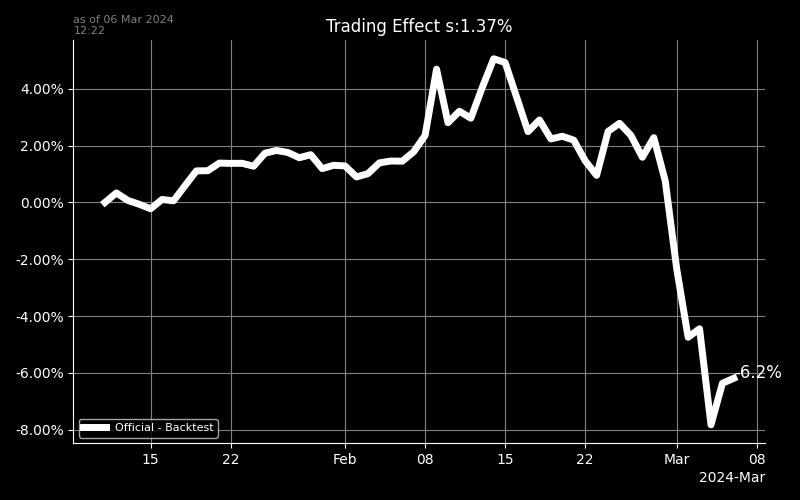 as of 06 Mar 2024
12:22
Trading Effect s:1.37%
4.00%
2.00%
0.00%
-2.00%
-4.00%
-6.00%
-8.00%
6.2%
Official - Backtest
15
22
Feb
08
15
22
Mar
08
2024-Mar